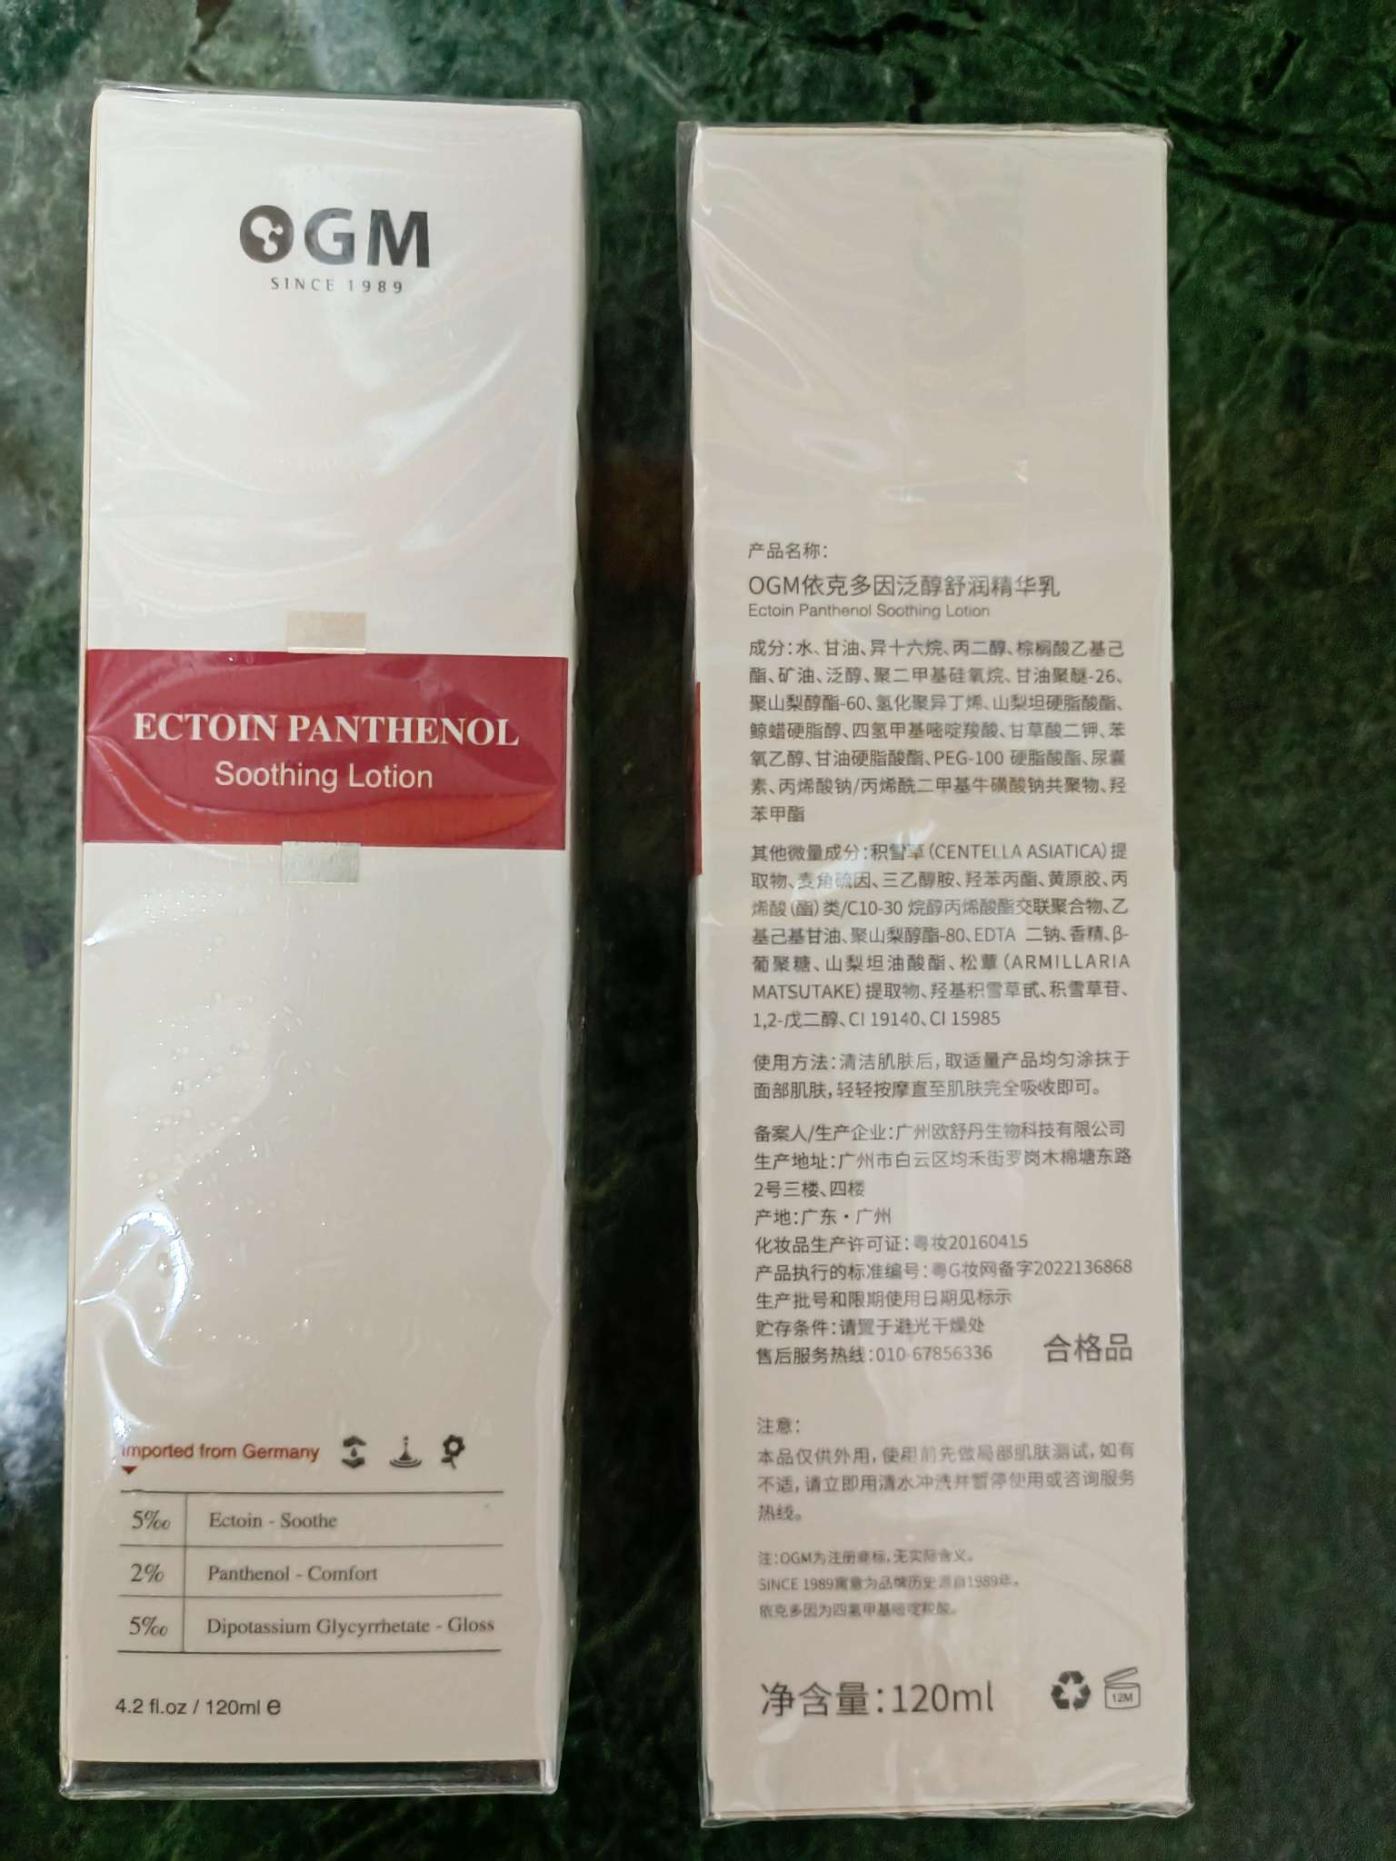 OGM
SINCE 1989
ECTOIN PANTHENOL
Soothing Lotion
Imported from Germany
5‰ Ectoin - Soothe
2% Panthenol - Comfort
5‰ Dipotassium Glycyrrhetate - Gloss
4.2 fl.oz / 120ml e
产品名称:
OGM依克多因泛醇舒润精华乳
Ectoin Panthenol Soothing Lotion
成分:水、甘油、异十六烷、丙二醇、棕榈酸乙基己
酯、矿油、泛醇、聚二甲基硅氧烷、甘油聚醚-26、
聚山梨醇酯-60、氢化聚异丁烯、山梨坦硬脂酸酯、
鲸蜡硬脂醇、四氢甲基嘧啶羧酸、甘草酸二钾、苯
氧乙醇、甘油硬脂酸酯、PEG-100 硬脂酸酯、尿囊
素、丙烯酸钠/丙烯酰二甲基牛磺酸钠共聚物、羟
苯甲酯
其他微量成分:积雪草(CENTELLA ASIATICA)提
取物、麦角硫因、三乙醇胺、羟苯丙酯、黄原胶、丙
烯酸(酯)类/C10-30 烷醇丙烯酸酯交联聚合物、乙
基己基甘油、聚山梨醇酯-80、EDTA 二钠、香精、β-
葡聚糖、山梨坦油酸酯、松蕈(ARMILLARIA
MATSUTAKE)提取物、羟基积雪草甙、积雪草苷、
1,2-戊二醇、CI 19140、CI 15985
使用方法:清洁肌肤后,取适量产品均匀涂抹于
面部肌肤,轻轻按摩直至肌肤完全吸收即可。
备案人/生产企业:广州欧舒丹生物科技有限公司
生产地址:广州市白云区均禾街罗岗木棉塘东路
2号三楼、四楼
产地:广东·广州
化妆品生产许可证:粤妆20160415
产品执行的标准编号:粤G妆网备字2022136868
生产批号和限期使用日期见标示
贮存条件:请置于避光干燥处
售后服务热线:010-67856336 合格品
注意:
本品仅供外用,使用前先做局部肌肤测试,如有
不适,请立即用清水冲洗并暂停使用或咨询服务
热线。
注:OGM为注册商标,无实际含义。
SINCE 1989寓意为品牌历史源自1989年。
依克多因为四氢甲基嘧啶羧酸。
净含量:120ml
12M